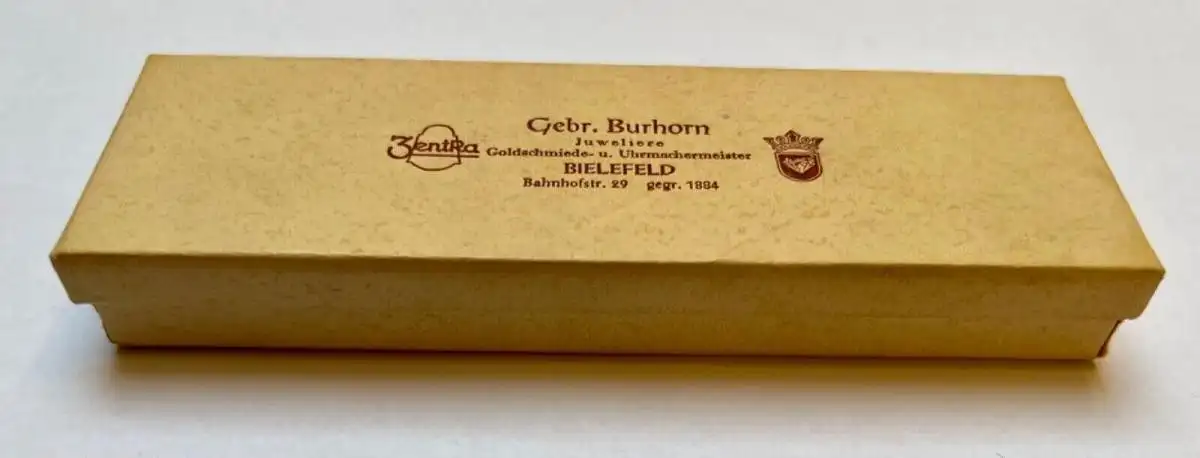 Zentra
Gebr. Burhorn
Juweliere
Goldschmiede- u. Uhrmachermeister
BIELEFELD
Bahnhofstr. 29 gegr. 1884